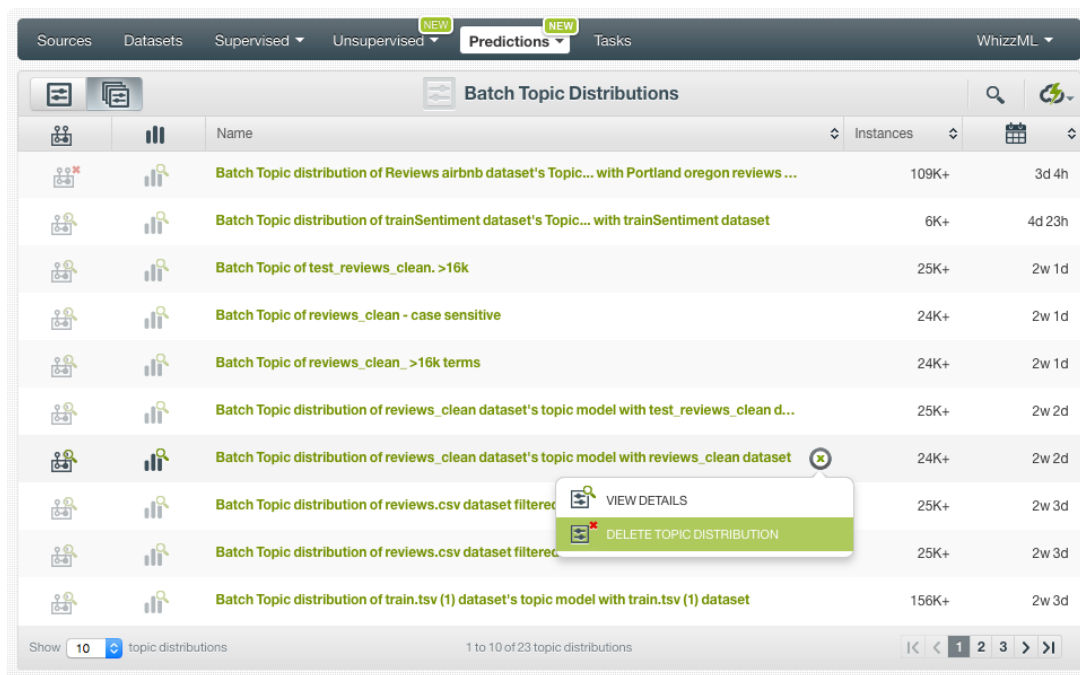 NEW NEW
Sources Datasets Supervised Unsupervised Predictions Tasks WhizzML
Batch Topic Distributions
Name Instances
Batch Topic distribution of Reviews airbnb dataset's Topic... with Portland oregon reviews ... 109K+ 3d 4h
Batch Topic distribution of trainSentiment dataset's Topic... with trainSentiment dataset 6K+ 4d 23h
Batch Topic of test_reviews_clean. >16k 25K+ 2w 1d
Batch Topic of reviews_clean - case sensitive 24K+ 2w 1d
Batch Topic of reviews_clean_ >16k terms 24K+ 2w 1d
Batch Topic distribution of reviews_clean dataset's topic model with test_reviews_clean d... 25K+ 2w 2d
Batch Topic distribution of reviews_clean dataset's topic model with reviews_clean dataset 24K+ 2w 2d
VIEW DETAILS
Batch Topic distribution of reviews.csv dataset filtered 25K+ 2w 3d
DELETE TOPIC DISTRIBUTION
Batch Topic distribution of reviews.csv dataset filtered 25K+ 2w 3d
Batch Topic distribution of train.tsv (1) dataset's topic model with train.tsv (1) dataset 156K+ 2w 3d
Show 10 topic distributions 1 to 10 of 23 topic distributions 1 2 3